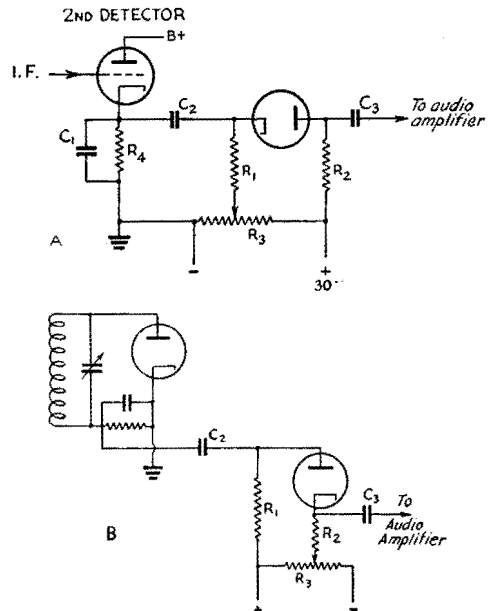 2ND DETECTOR
B+
I.F.
C2
C3
To audio
amplifier
C1
R4
R1
R2
R3
A
-
+
30
C2
C3
To
Audio
Amplifier
R1
R2
B
R3
+
-